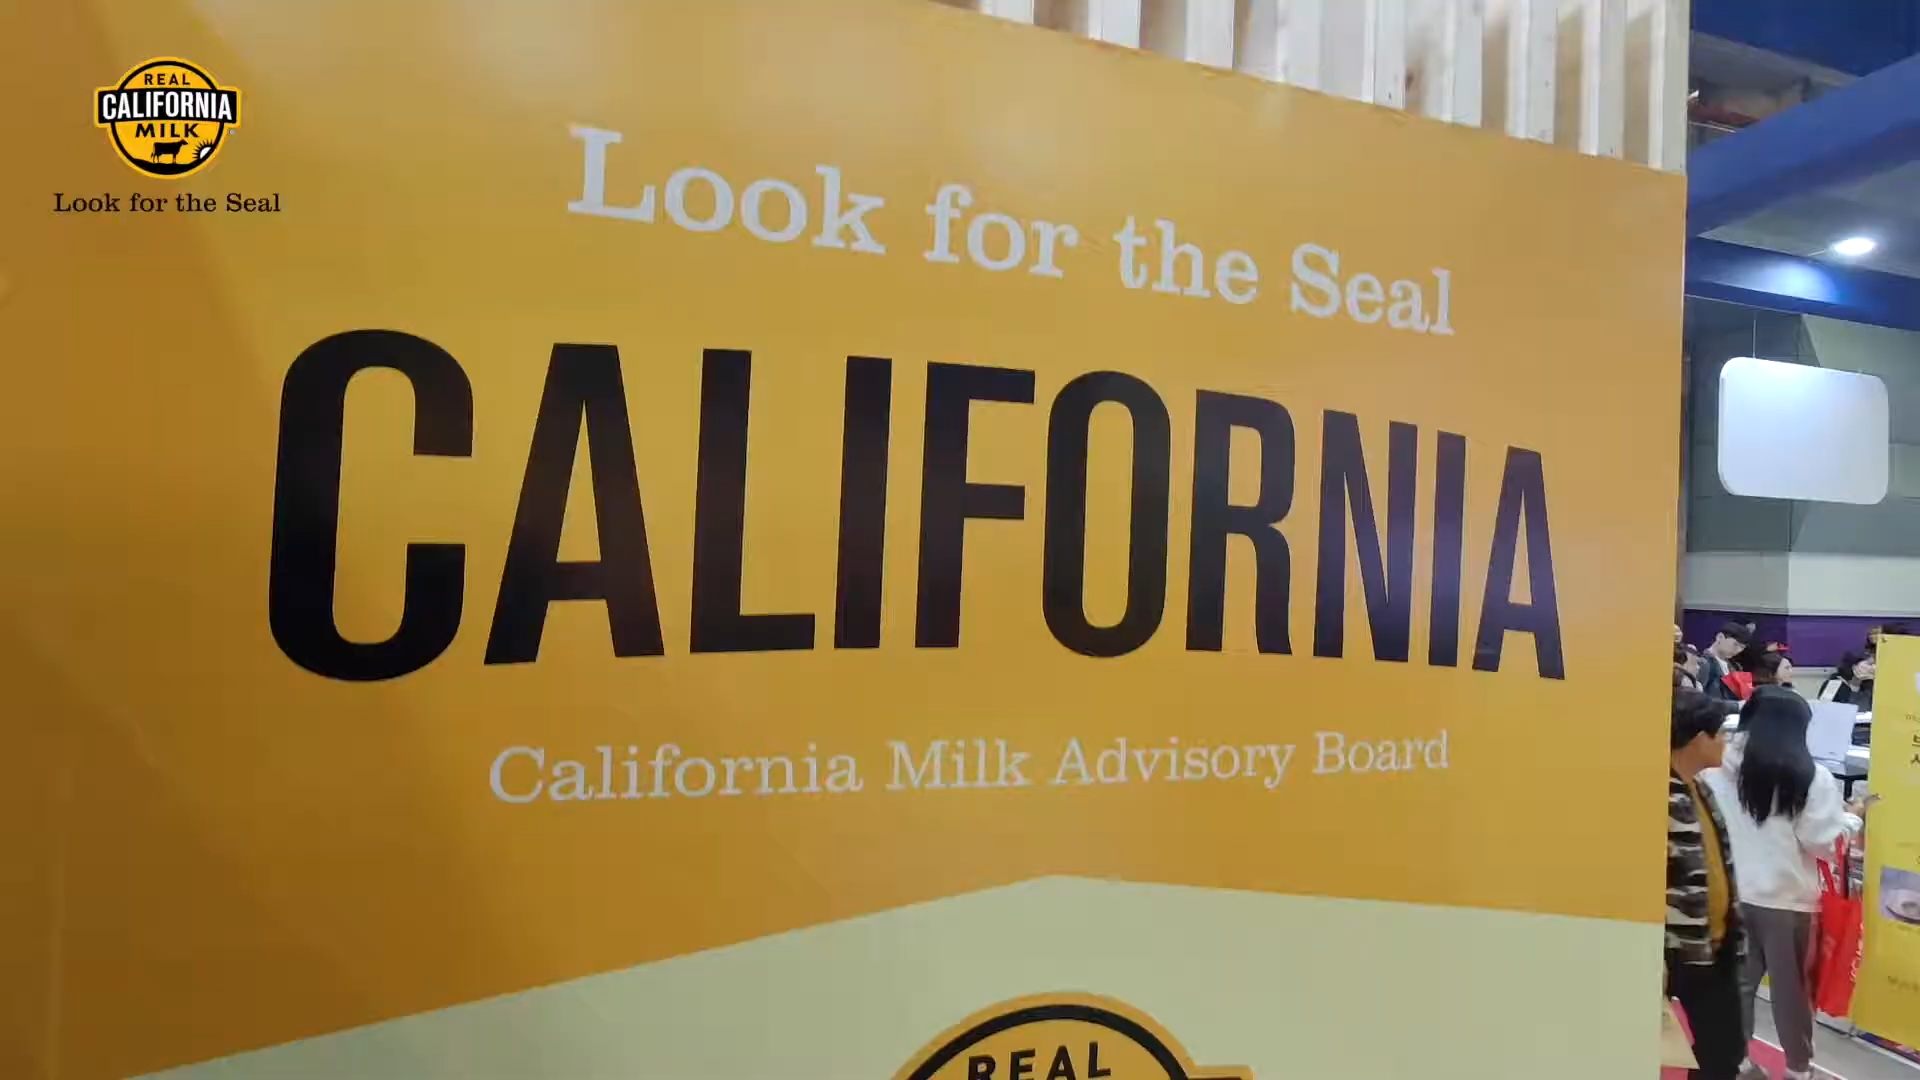 REAL
CALIFORNIA
MILK
Look for the Seal
Look for the Seal
CALIFORNIA
California Milk Advisory Board
REAL